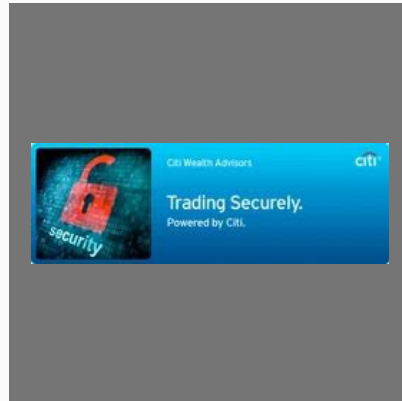 Citi Wealth Advisors
citi
Trading Securely.
Powered by Citi.
security